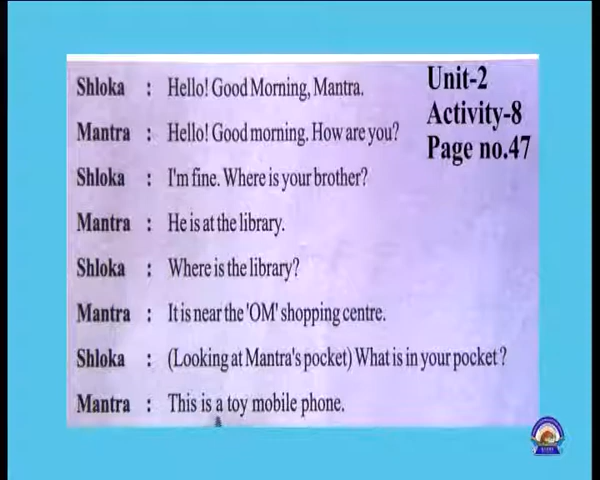 Unit-2
Activity-8
Page no.47
Shloka : Hello! Good Morning, Mantra.
Mantra : Hello! Good morning. How are you?
Shloka : I'm fine. Where is your brother?
Mantra : He is at the library.
Shloka : Where is the library?
Mantra : It is near the 'OM' shopping centre.
Shloka : (Looking at Mantra's pocket) What is in your pocket ?
Mantra : This is a toy mobile phone.